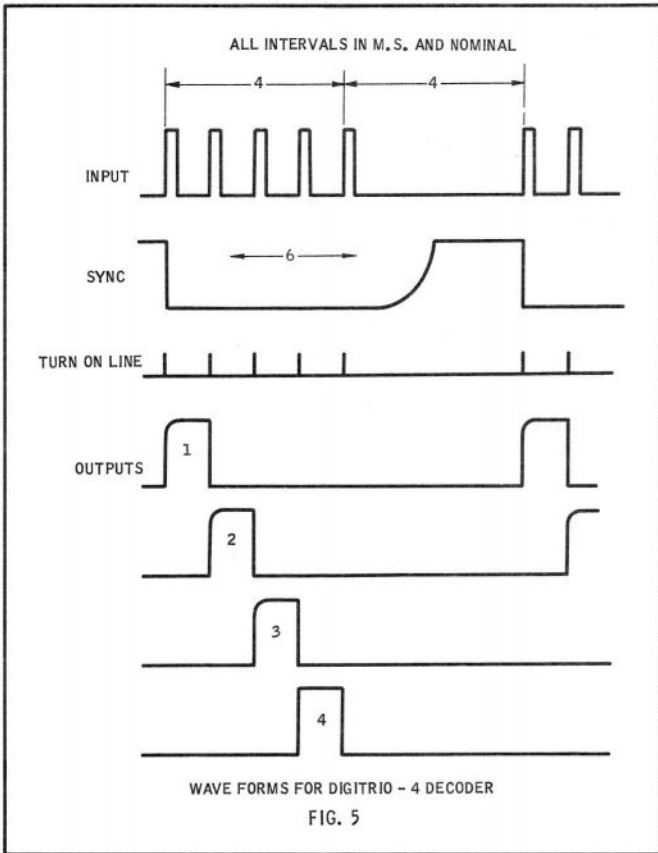 ALL INTERVALS IN M.S. AND NOMINAL
4 4
INPUT
6
SYNC
TURN ON LINE
1
OUTPUTS
2
3
4
WAVE FORMS FOR DIGITRIO - 4 DECODER
FIG. 5